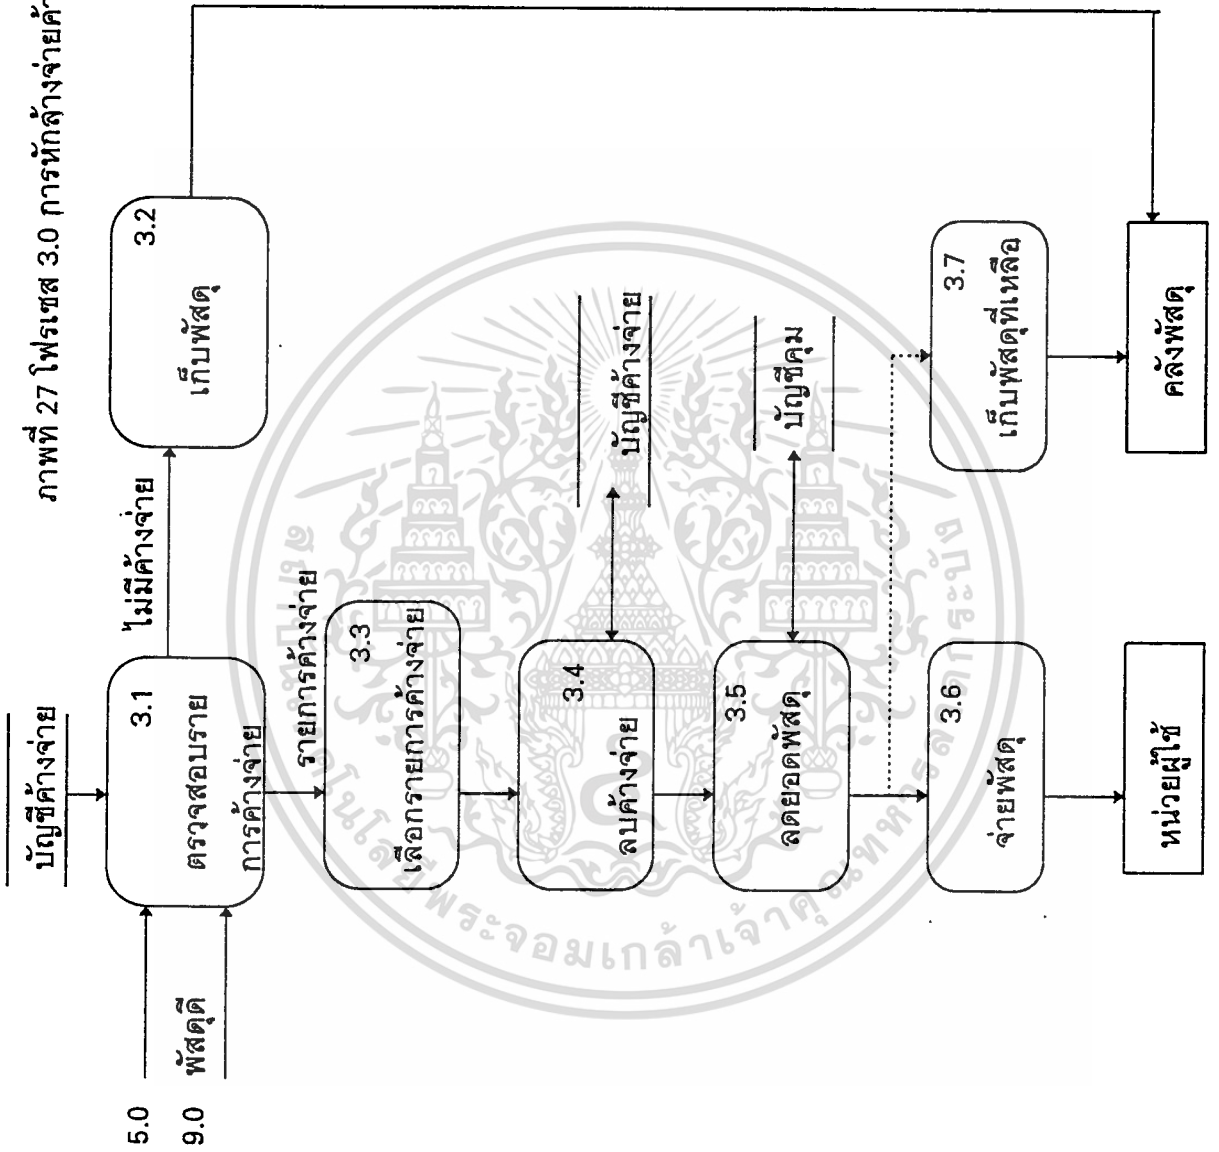 ภาพที่ 27 โฟรเซส 3.0 การหักล้างจ่ายค้า
บัญชีค้างจ่าย
5.0
9.0 พัสดุดี
3.1
ตรวจสอบราย
การค้างจ่าย
ไม่มีค้างจ่าย
3.2
เก็บพัสดุ
รายการค้างจ่าย
3.3
เลือกรายการค้างจ่าย
3.4
ลบค้างจ่าย
บัญชีค้างจ่าย
3.5
ลดยอดพัสดุ
บัญชีคุม
3.6
จ่ายพัสดุ
3.7
เก็บพัสดุที่เหลือ
หน่วยผู้ใช้
คลังพัสดุ